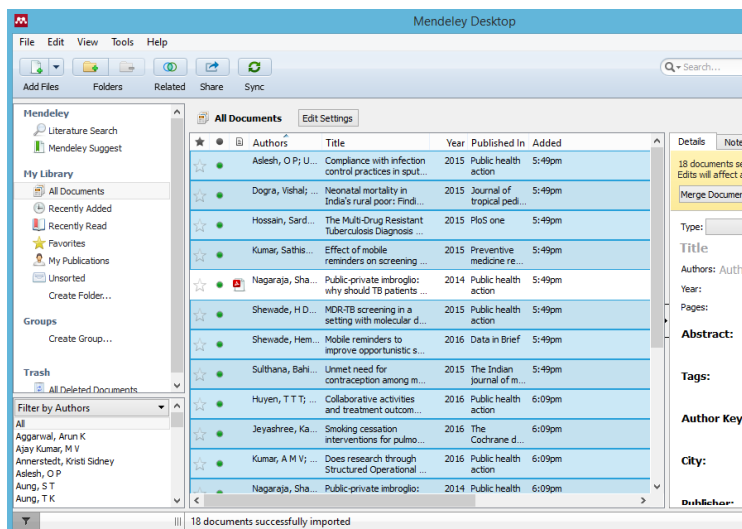 Mendeley Desktop
File Edit View Tools Help
Search...
Add Files Folders Related Share Sync
Mendeley
Literature Search
Mendeley Suggest
My Library
All Documents
Recently Added
Recently Read
Favorites
My Publications
Unsorted
Create Folder...
Groups
Create Group...
Trash
All Deleted Documents
Filter by Authors
All
Aggarwal, Arun K
Ajay Kumar, M V
Annerstedt, Kristi Sidney
Aslesh, O P
Aung, S T
Aung, T K
All Documents Edit Settings
Authors Title Year Published In Added
Aslesh, O P; U... Compliance with infection 2015 Public health 5:49pm
control practices in sput... action
Dogra, Vishal; ... Neonatal mortality in 2015 Journal of 5:49pm
India's rural poor: Findi... tropical pedi...
Hossain, Sard... The Multi-Drug Resistant 2015 PloS one 5:49pm
Tuberculosis Diagnosis ...
Kumar, Sathis... Effect of mobile 2015 Preventive 5:49pm
reminders on screening ... medicine re...
Nagaraja, Sha... Public-private imbroglio: 2014 Public health 5:49pm
why should TB patients ... action
Shewade, H D... MDR-TB screening in a 2015 Public health 5:49pm
setting with molecular d... action
Shewade, Hem... Mobile reminders to 2016 Data in Brief 5:49pm
improve opportunistic s...
Sulthana, Bahi... Unmet need for 2015 The Indian 5:49pm
contraception among m... journal of m...
Huyen, T T T; ... Collaborative activities 2016 Public health 6:09pm
and treatment outcom... action
Jeyashree, Ka... Smoking cessation 2016 The 6:09pm
interventions for pulmo... Cochrane d...
Kumar, A M V; ... Does research through 2016 Public health 6:09pm
Structured Operational ... action
Nagaraja, Sha... Public-private imbroglio: 2014 Public health 6:09pm
Details Note
18 documents se
Edits will affect a
Merge Documen
Type:
Title
Authors: Auth
Year:
Pages:
Abstract:
Tags:
Author Key
City:
Publisher:
18 documents successfully imported